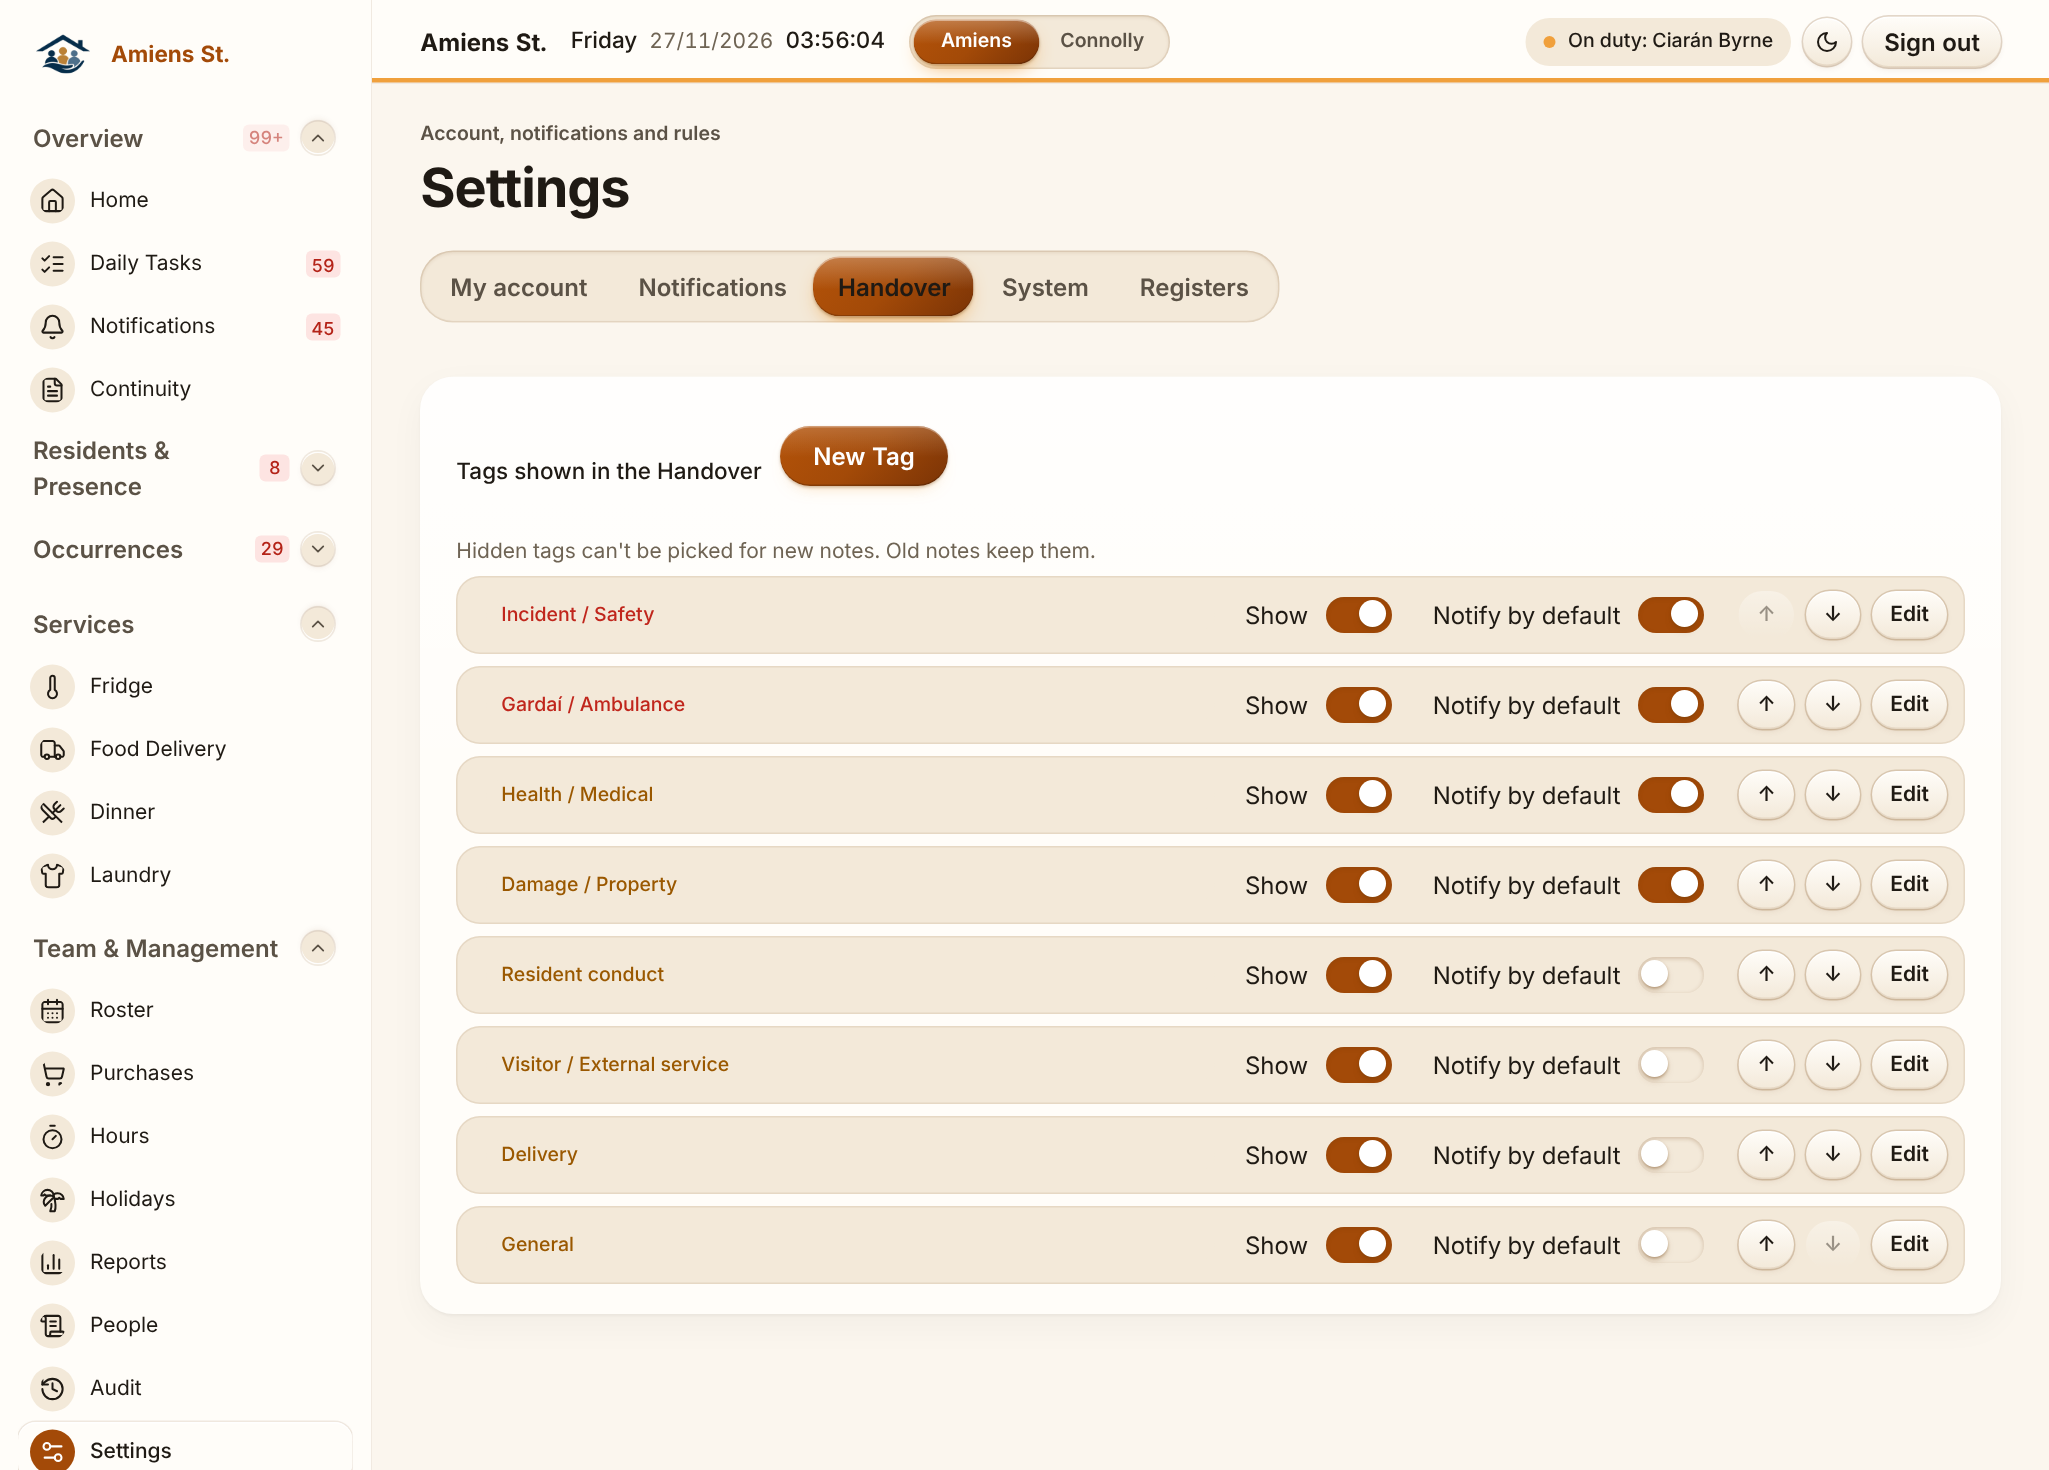 Amiens St.
Amiens St. Friday 27/11/2026 03:56:04 Amiens Connolly
On duty: Ciarán Byrne Sign out
Overview 99+
Home
Daily Tasks 59
Notifications 45
Continuity
Residents &
Presence 8
Occurrences 29
Services
Fridge
Food Delivery
Dinner
Laundry
Team & Management
Roster
Purchases
Hours
Holidays
Reports
People
Audit
Settings
Account, notifications and rules
Settings
My account Notifications Handover System Registers
Tags shown in the Handover New Tag
Hidden tags can't be picked for new notes. Old notes keep them.
Incident / Safety Show Notify by default Edit
Gardaí / Ambulance Show Notify by default Edit
Health / Medical Show Notify by default Edit
Damage / Property Show Notify by default Edit
Resident conduct Show Notify by default Edit
Visitor / External service Show Notify by default Edit
Delivery Show Notify by default Edit
General Show Notify by default Edit